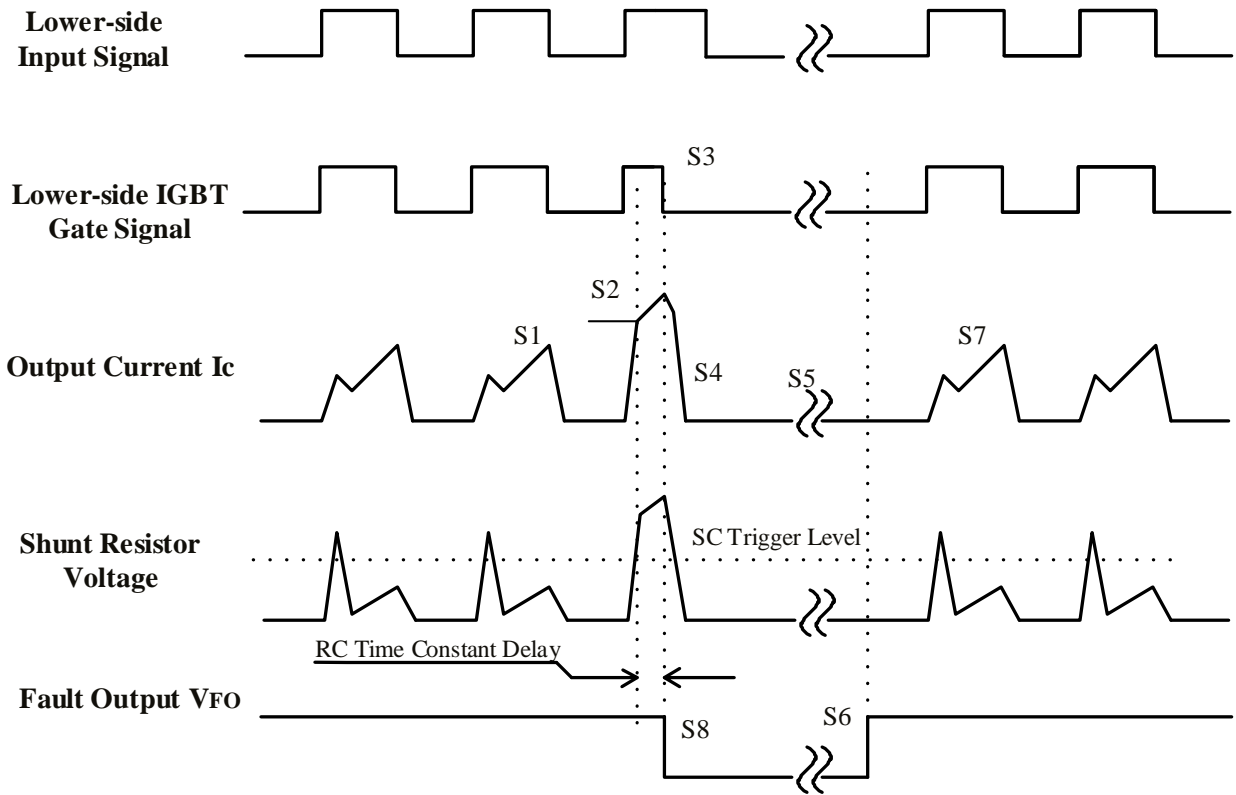 Lower-side
Input Signal
S3
Lower-side IGBT
Gate Signal
S2
S1
S7
Output Current Ic
S4
S5
SC Trigger Level
Shunt Resistor
Voltage
RC Time Constant Delay
Fault Output VFO
S8
S6